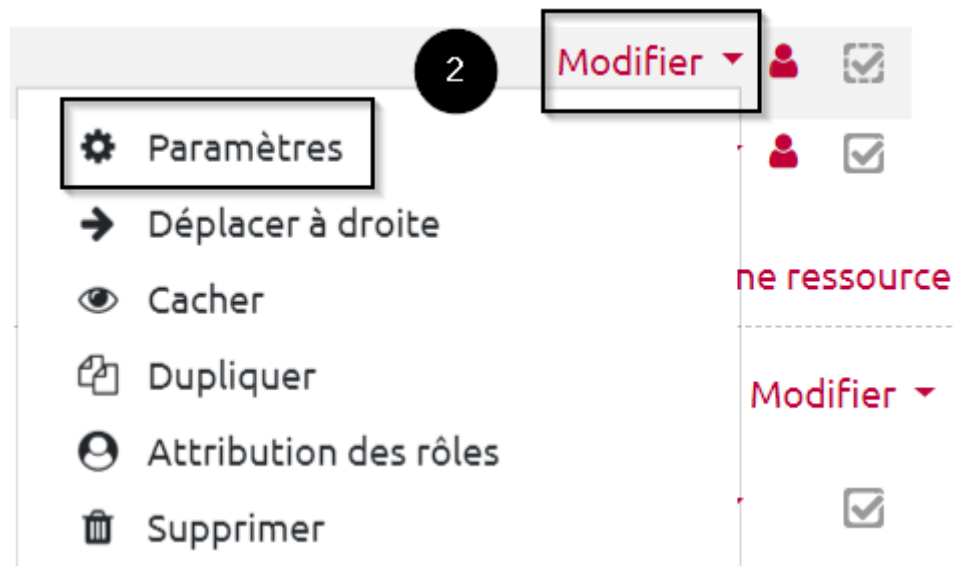 2
Modifier
Paramètres
Déplacer à droite
Cacher
ne ressource
Dupliquer
Modifier
Attribution des rôles
Supprimer